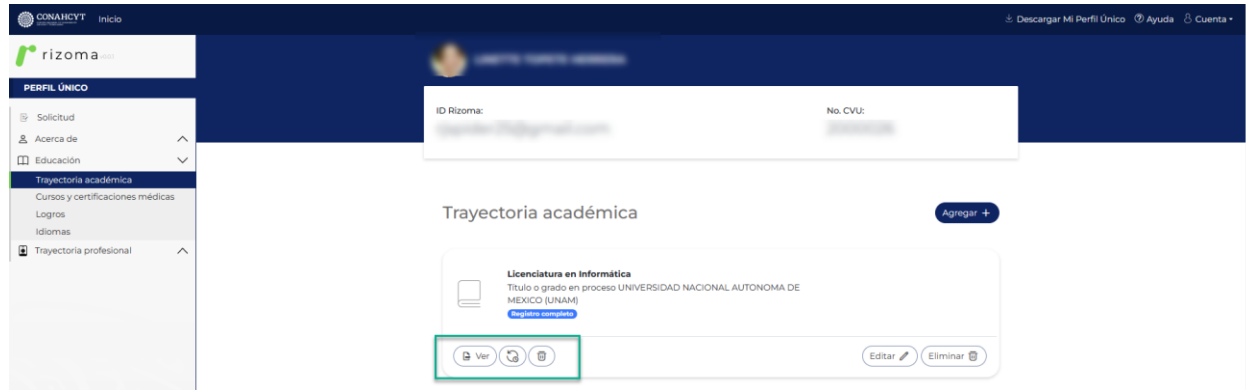 CONAHCYT Inicio
Descargar Mi Perfil Único Ayuda Cuenta
rizoma
PERFIL ÚNICO
Solicitud
Acerca de
Educación
Trayectoria académica
Cursos y certificaciones médicas
Logros
Idiomas
Trayectoria profesional
ID Rizoma:
No. CVU:
Trayectoria académica
Agregar +
Licenciatura en Informática
Título o grado en proceso UNIVERSIDAD NACIONAL AUTONOMA DE
MEXICO (UNAM)
Registro completo
Ver
Editar
Eliminar